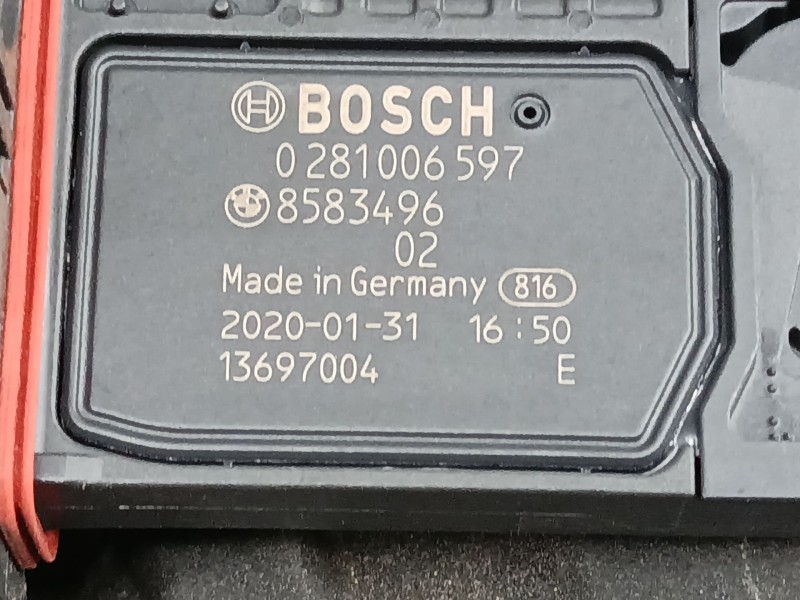 BOSCH
0 281 006 597
8583496
02
Made in Germany 816
2020-01-31 16:50
13697004 E